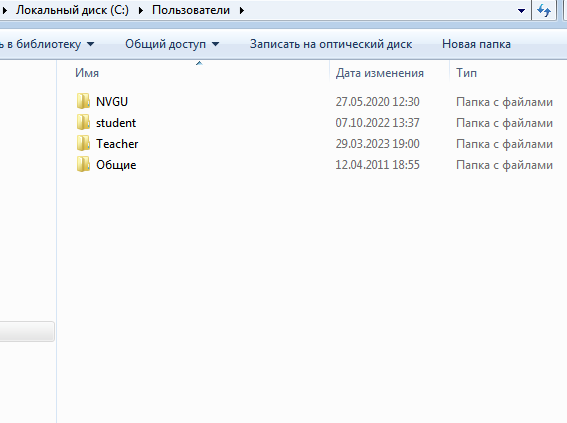 Локальный диск (C:) Пользователи
ь в библиотеку Общий доступ Записать на оптический диск Новая папка
Имя Дата изменения Тип
NVGU 27.05.2020 12:30 Папка с файлами
student 07.10.2022 13:37 Папка с файлами
Teacher 29.03.2023 19:00 Папка с файлами
Общие 12.04.2011 18:55 Папка с файлами